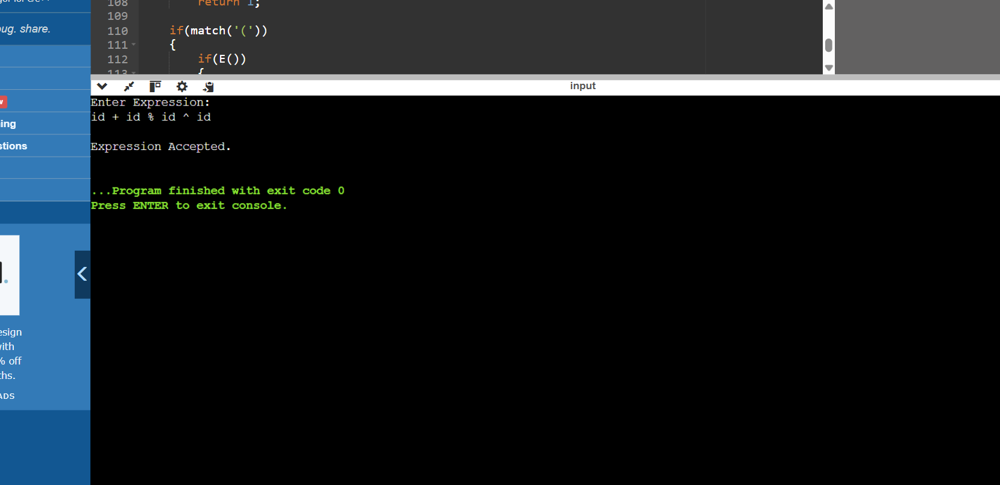 108 return 1;
ug. share.
109
110 if(match('('))
111 {
112 if(E())
113 {
input
Enter Expression:
id + id % id ^ id
ing
stions
Expression Accepted.
...Program finished with exit code 0
Press ENTER to exit console.
esign
ith
% off
ths.
ADS